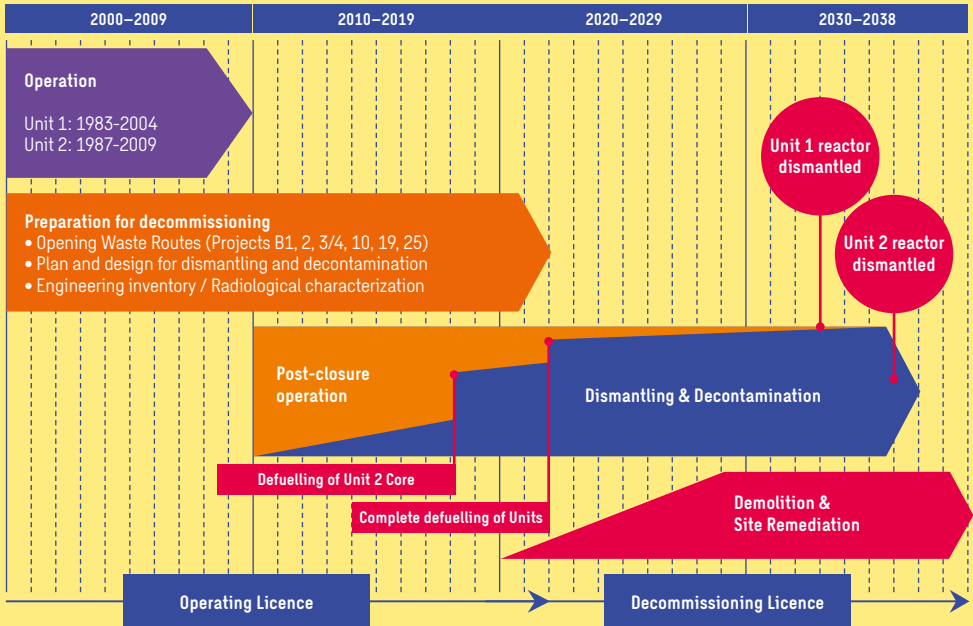 2000–2009
2010–2019
2020–2029
2030–2038
Operation
Unit 1: 1983-2004
Unit 2: 1987-2009
Unit 1 reactor
dismantled
Preparation for decommissioning
• Opening Waste Routes (Projects B1, 2, 3/4, 10, 19, 25)
• Plan and design for dismantling and decontamination
• Engineering inventory / Radiological characterization
Unit 2 reactor
dismantled
Post-closure
operation
Dismantling & Decontamination
Defuelling of Unit 2 Core
Complete defuelling of Units
Demolition &
Site Remediation
Operating Licence
Decommissioning Licence